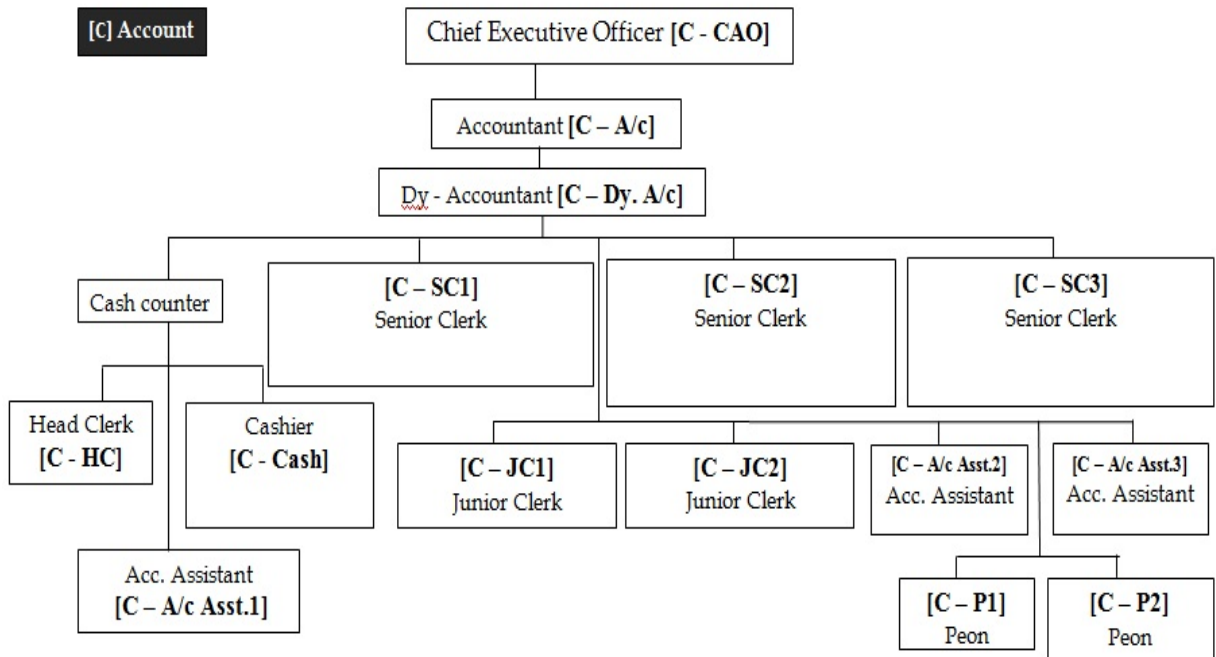 [C] Account
Chief Executive Officer [C - CAO]
Accountant [C – A/c]
Dy - Accountant [C – Dy. A/c]
Cash counter
[C – SC1]
Senior Clerk
[C – SC2]
Senior Clerk
[C – SC3]
Senior Clerk
Head Clerk
[C - HC]
Cashier
[C - Cash]
[C – JC1]
Junior Clerk
[C – JC2]
Junior Clerk
[C – A/c Asst.2]
Acc. Assistant
[C – A/c Asst.3]
Acc. Assistant
Acc. Assistant
[C – A/c Asst.1]
[C – P1]
Peon
[C – P2]
Peon